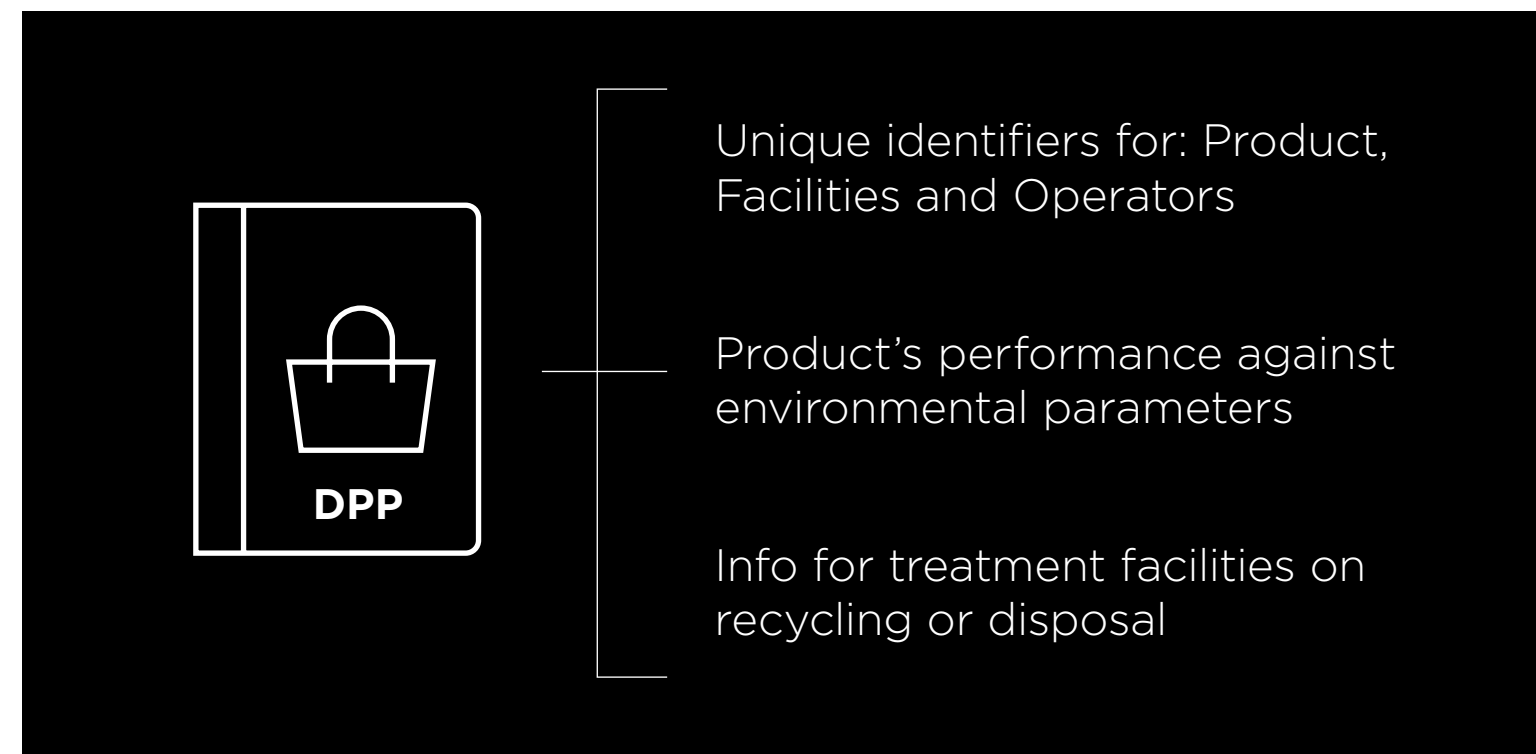 DPP
Unique identifiers for: Product,
Facilities and Operators
Product’s performance against
environmental parameters
Info for treatment facilities on
recycling or disposal